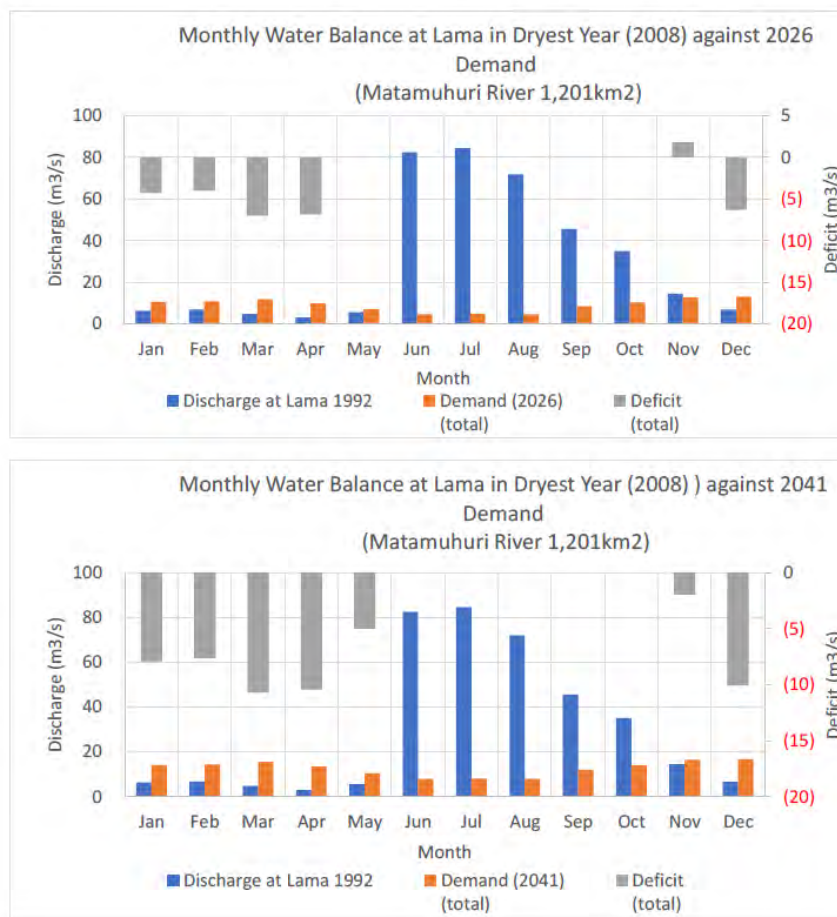 Monthly Water Balance at Lama in Dryest Year (2008) against 2026
Demand
(Matamuhuri River 1,201km2)
Discharge (m3/s)
100
80
60
40
20
0
5
0
(5)
(10)
(15)
(20)
Deficit (m3/s)
Jan Feb Mar Apr May Jun Jul Aug Sep Oct Nov Dec
Month
Discharge at Lama 1992 Demand (2026) Deficit
(total) (total)
Monthly Water Balance at Lama in Dryest Year (2008) ) against 2041
Demand
(Matamuhuri River 1,201km2)
Discharge (m3/s)
100
80
60
40
20
0
0
(5)
(10)
(15)
(20)
Deficit (m3/s)
Jan Feb Mar Apr May Jun Jul Aug Sep Oct Nov Dec
Month
Discharge at Lama 1992 Demand (2041) Deficit
(total) (total)